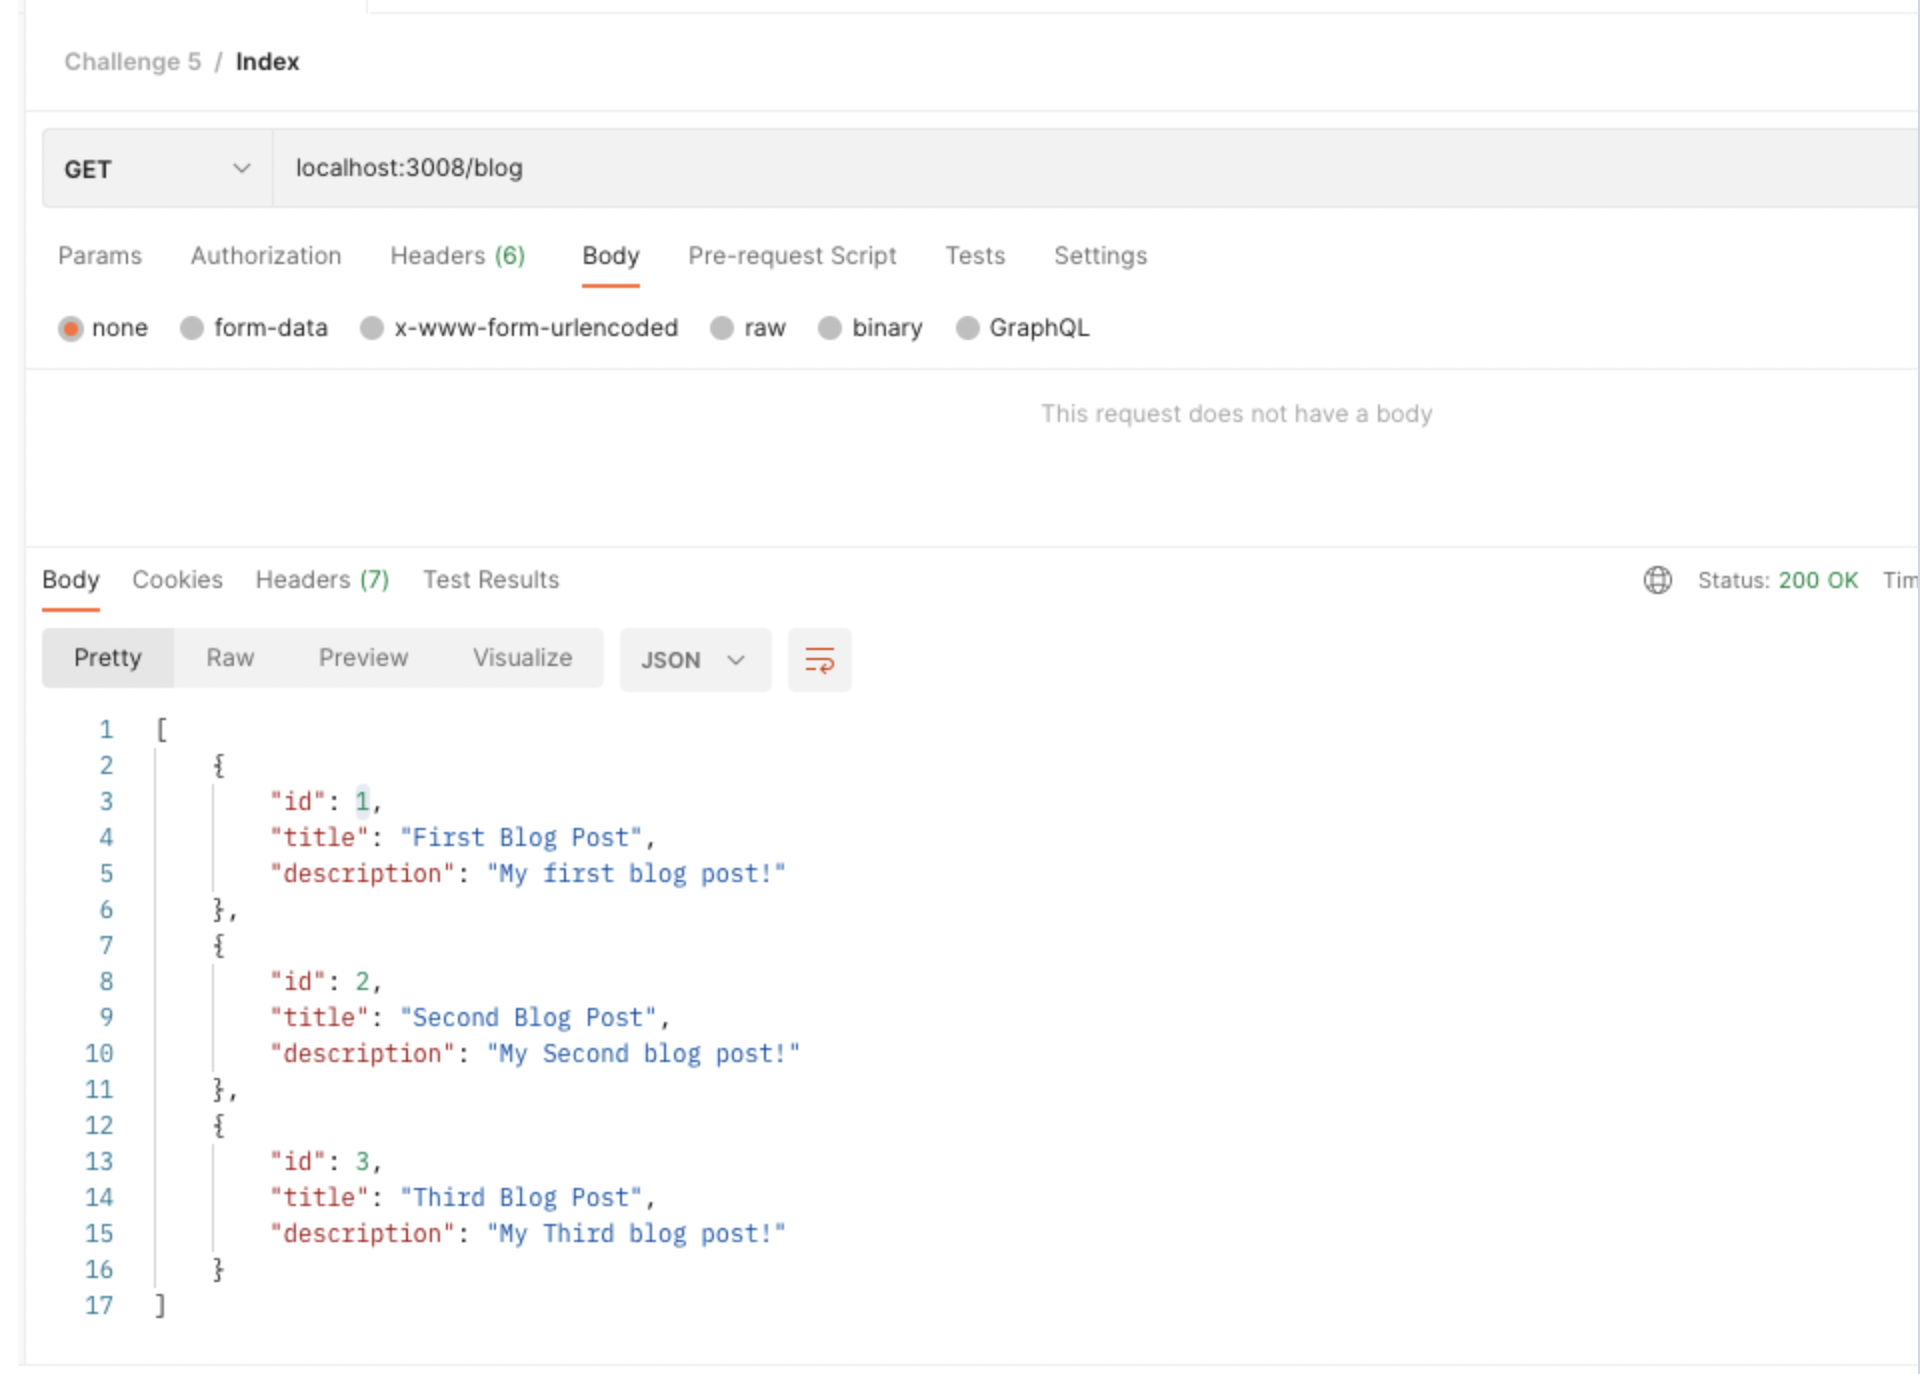 Challenge 5 / Index
GET localhost:3008/blog
Params Authorization Headers (6) Body Pre-request Script Tests Settings
none form-data x-www-form-urlencoded raw binary GraphQL
This request does not have a body
Body Cookies Headers (7) Test Results Status: 200 OK Tim
Pretty Raw Preview Visualize JSON
1 [
2 {
3 "id": 1,
4 "title": "First Blog Post",
5 "description": "My first blog post!"
6 },
7 {
8 "id": 2,
9 "title": "Second Blog Post",
10 "description": "My Second blog post!"
11 },
12 {
13 "id": 3,
14 "title": "Third Blog Post",
15 "description": "My Third blog post!"
16 }
17 ]